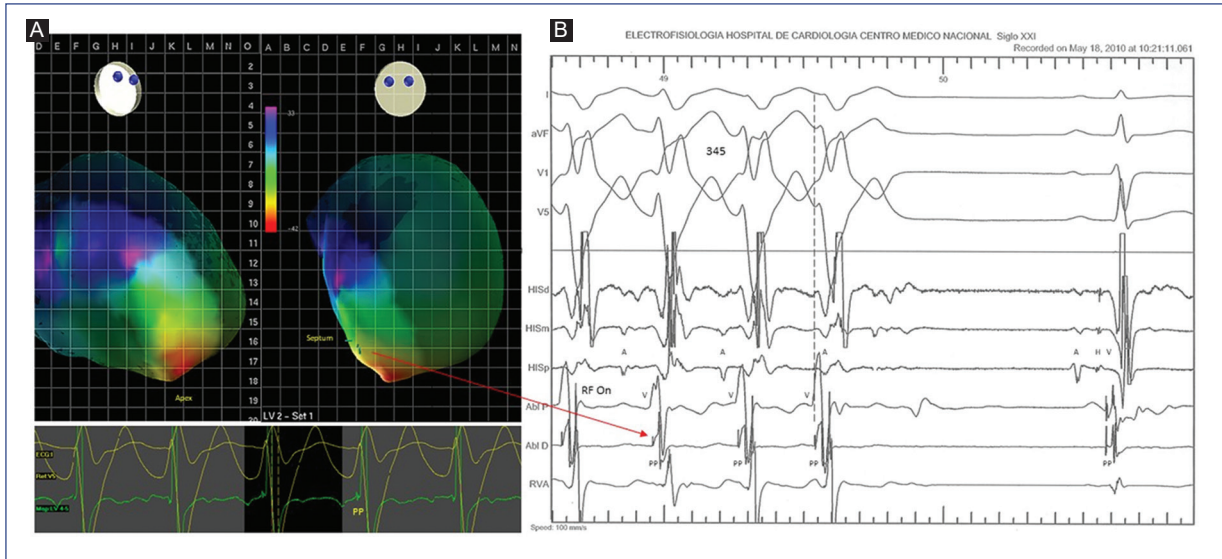 A
D E F G H I J K L M N O A B C D E F G H I J K L M N
2
3
4
5
6
7
8
9
10
11
12
13
14
15
16
17
18
19
20
33
-42
Septum
Apex
LV 2 - Set 1
ECG I
Ref V5
Map LV 4-5
PP
B
ELECTROFISIOLOGIA HOSPITAL DE CARDIOLOGIA CENTRO MEDICO NACIONAL Siglo XXI
Recorded on May 18, 2010 at 10:21:11.061
49 50
I
aVF
345
V1
V5
HISd
HISm
A A A A H V
HISp
RF On
V V V
Abl P
Abl D
PP PP PP PP
RVA
Speed: 100 mm/s